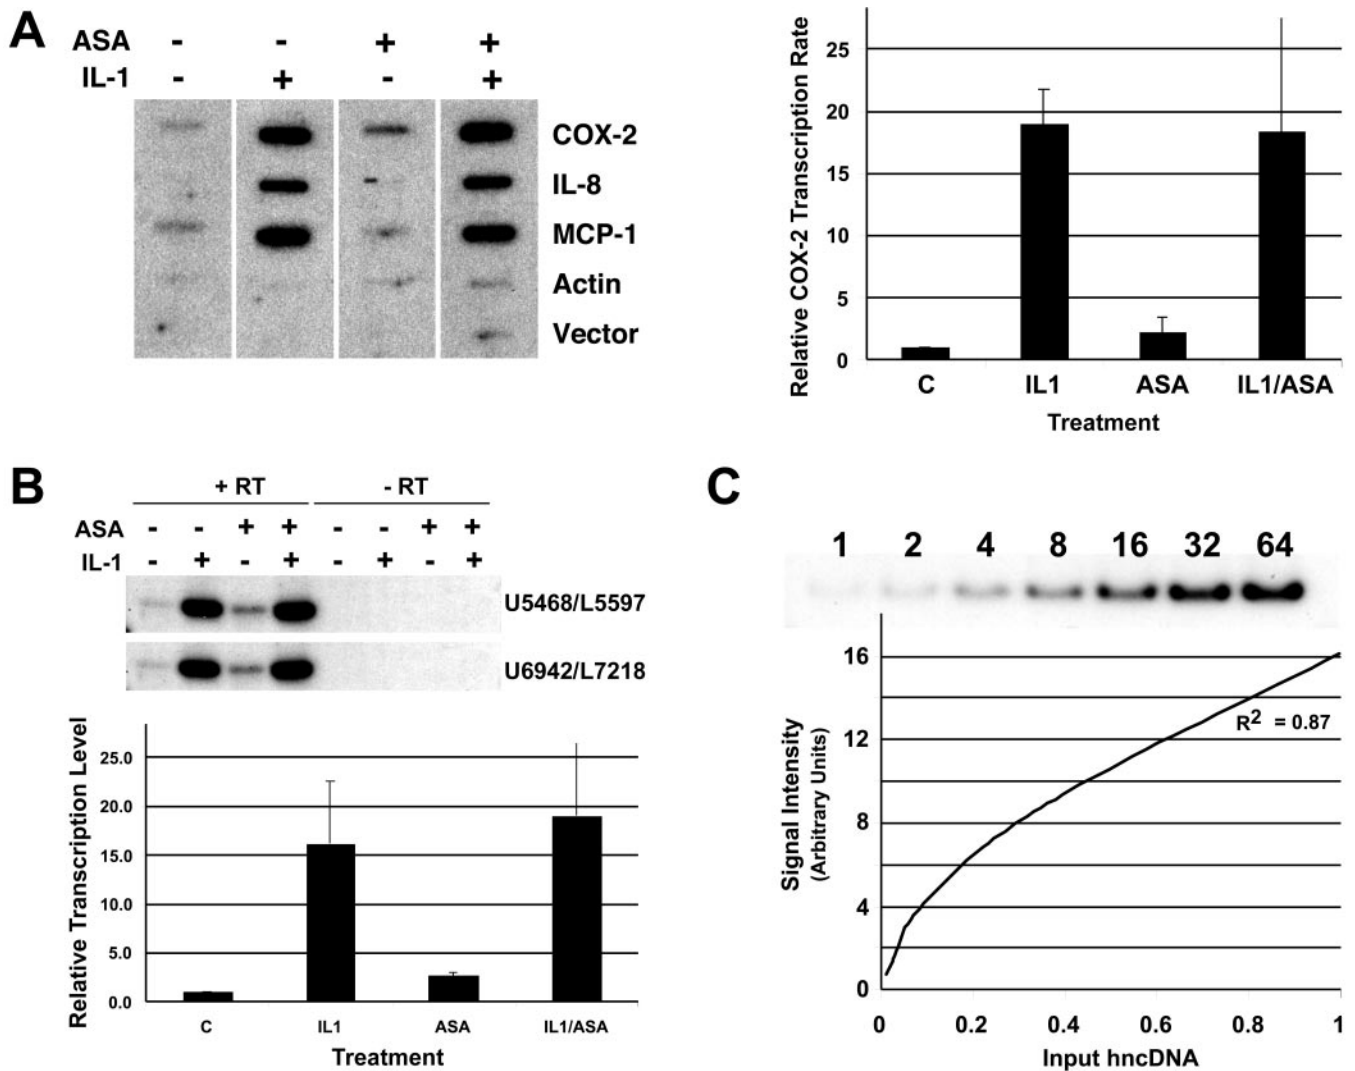 A
ASA - - + +
IL-1 - + - +
COX-2
IL-8
MCP-1
Actin
Vector
Relative COX-2 Transcription Rate
25
20
15
10
5
0
C IL1 ASA IL1/ASA
Treatment
B
+ RT - RT
ASA - - + + - - + +
IL-1 - + - + - + - +
U5468/L5597
U6942/L7218
Relative Transcription Level
25.0
20.0
15.0
10.0
5.0
0.0
C IL1 ASA IL1/ASA
Treatment
C
1 2 4 8 16 32 64
Signal Intensity
(Arbitrary Units)
16
12
8
4
0
R² = 0.87
0 0.2 0.4 0.6 0.8 1
Input hncDNA